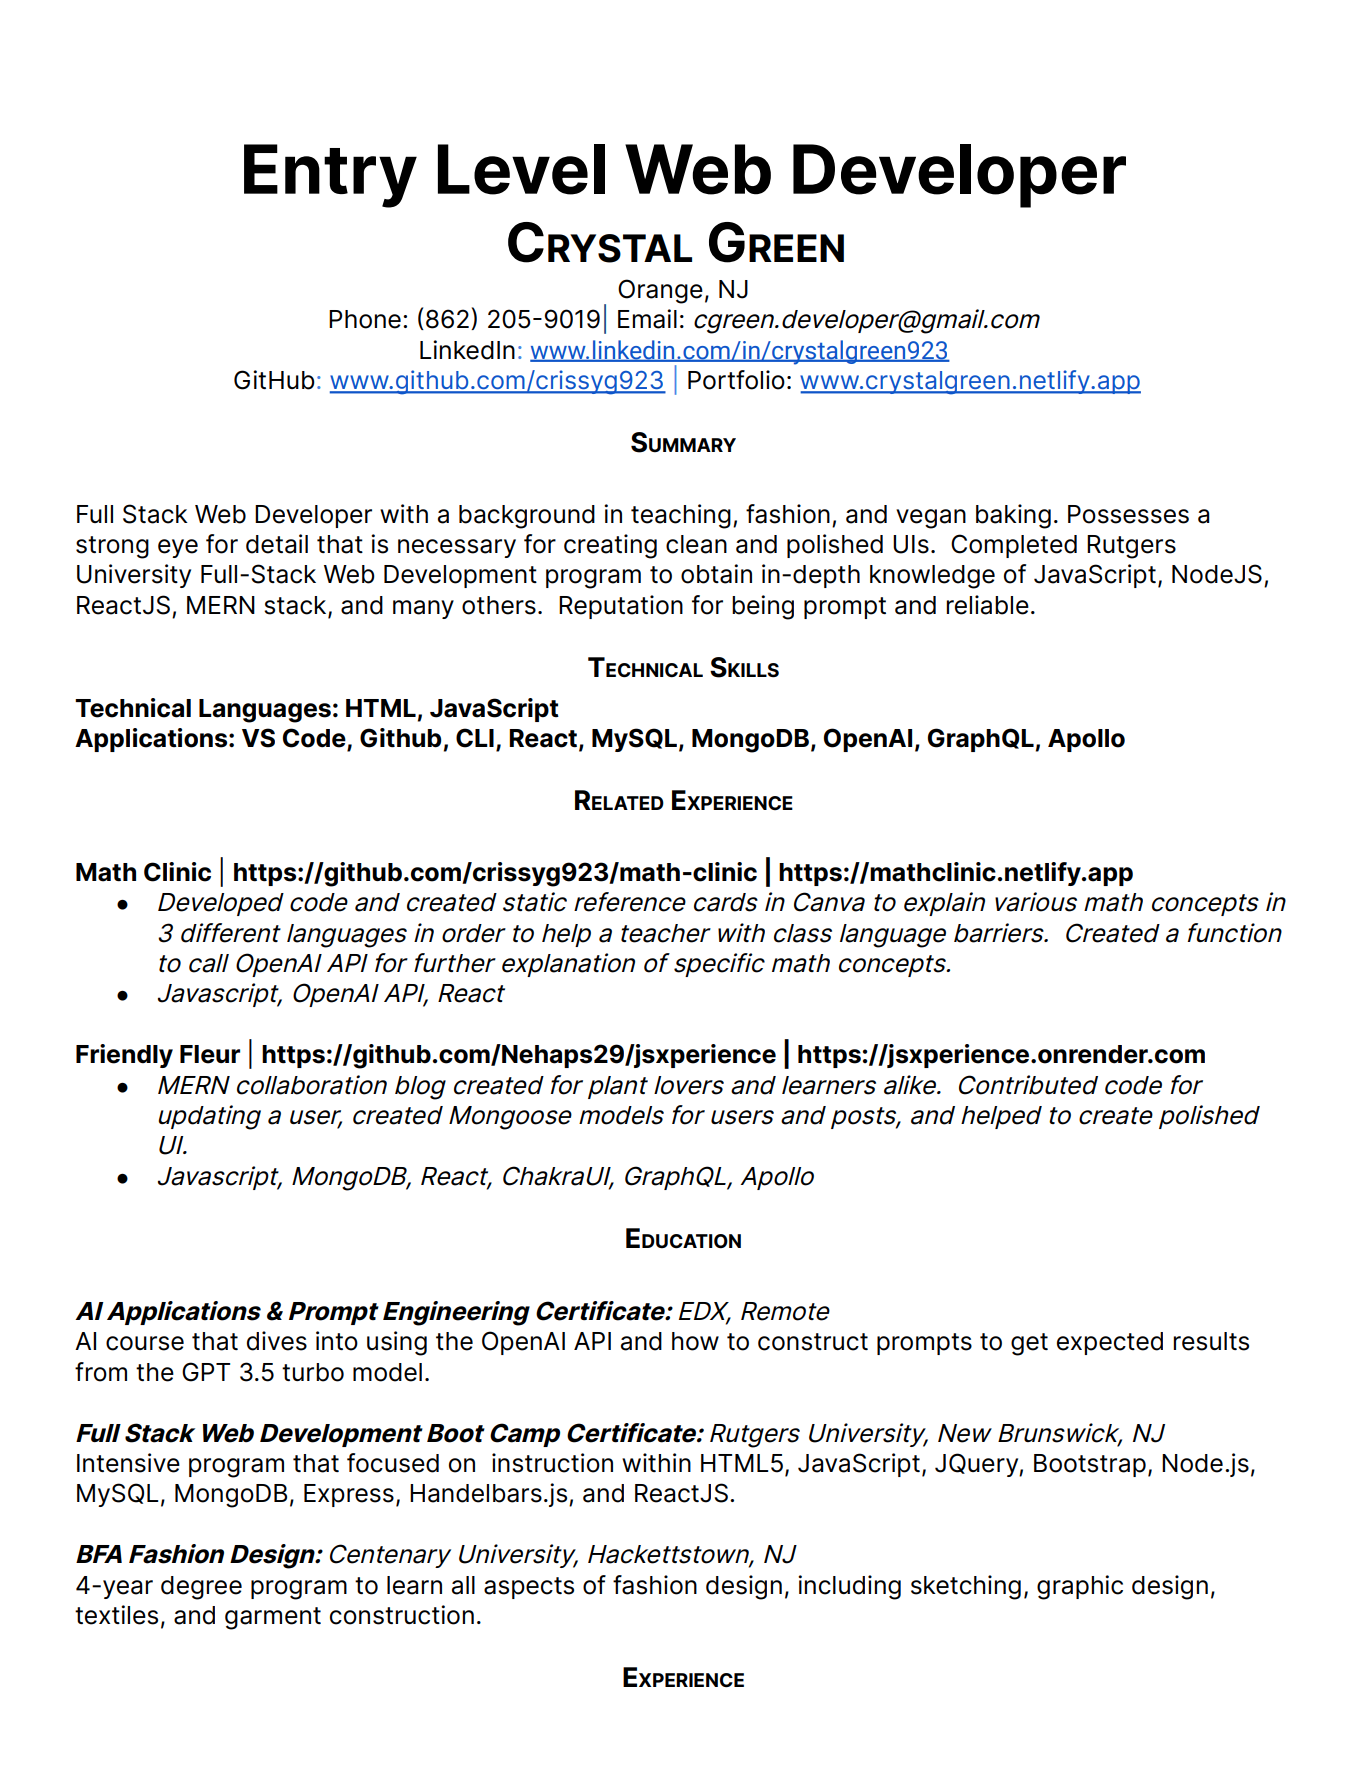 Entry Level Web Developer
Crystal Green
Orange, NJ
Phone: (862) 205-9019| Email: cgreen.developer@gmail.com
LinkedIn: www.linkedin.com/in/crystalgreen923
GitHub: www.github.com/crissyg923 | Portfolio: www.crystalgreen.netlify.app
Summary
Full Stack Web Developer with a background in teaching, fashion, and vegan baking. Possesses a
strong eye for detail that is necessary for creating clean and polished UIs.  Completed Rutgers
University Full-Stack Web Development program to obtain in-depth knowledge of JavaScript, NodeJS,
ReactJS, MERN stack, and many others.  Reputation for being prompt and reliable.
Technical Skills
Technical Languages: HTML, JavaScript
Applications: VS Code, Github, CLI, React, MySQL, MongoDB, OpenAI, GraphQL, Apollo
Related Experience
Math Clinic | https://github.com/crissyg923/math-clinic | https://mathclinic.netlify.app
● Developed code and created static reference cards in Canva to explain various math concepts in
3 different languages in order to help a teacher with class language barriers.  Created a function
to call OpenAI API for further explanation of specific math concepts.
● Javascript, OpenAI API, React
Friendly Fleur | https://github.com/Nehaps29/jsxperience | https://jsxperience.onrender.com
● MERN collaboration blog created for plant lovers and learners alike.  Contributed code for
updating a user, created Mongoose models for users and posts, and helped to create polished
UI.
● Javascript, MongoDB, React, ChakraUI, GraphQL, Apollo
Education
AI Applications & Prompt Engineering Certificate: EDX, Remote
AI course that dives into using the OpenAI API and how to construct prompts to get expected results
from the GPT 3.5 turbo model.
Full Stack Web Development Boot Camp Certificate: Rutgers University, New Brunswick, NJ
Intensive program that focused on  instruction within HTML5, JavaScript, JQuery, Bootstrap, Node.js,
MySQL, MongoDB, Express, Handelbars.js, and ReactJS.
BFA Fashion Design: Centenary University, Hackettstown, NJ
4-year degree program to learn all aspects of fashion design, including sketching, graphic design,
textiles, and garment construction.
Experience